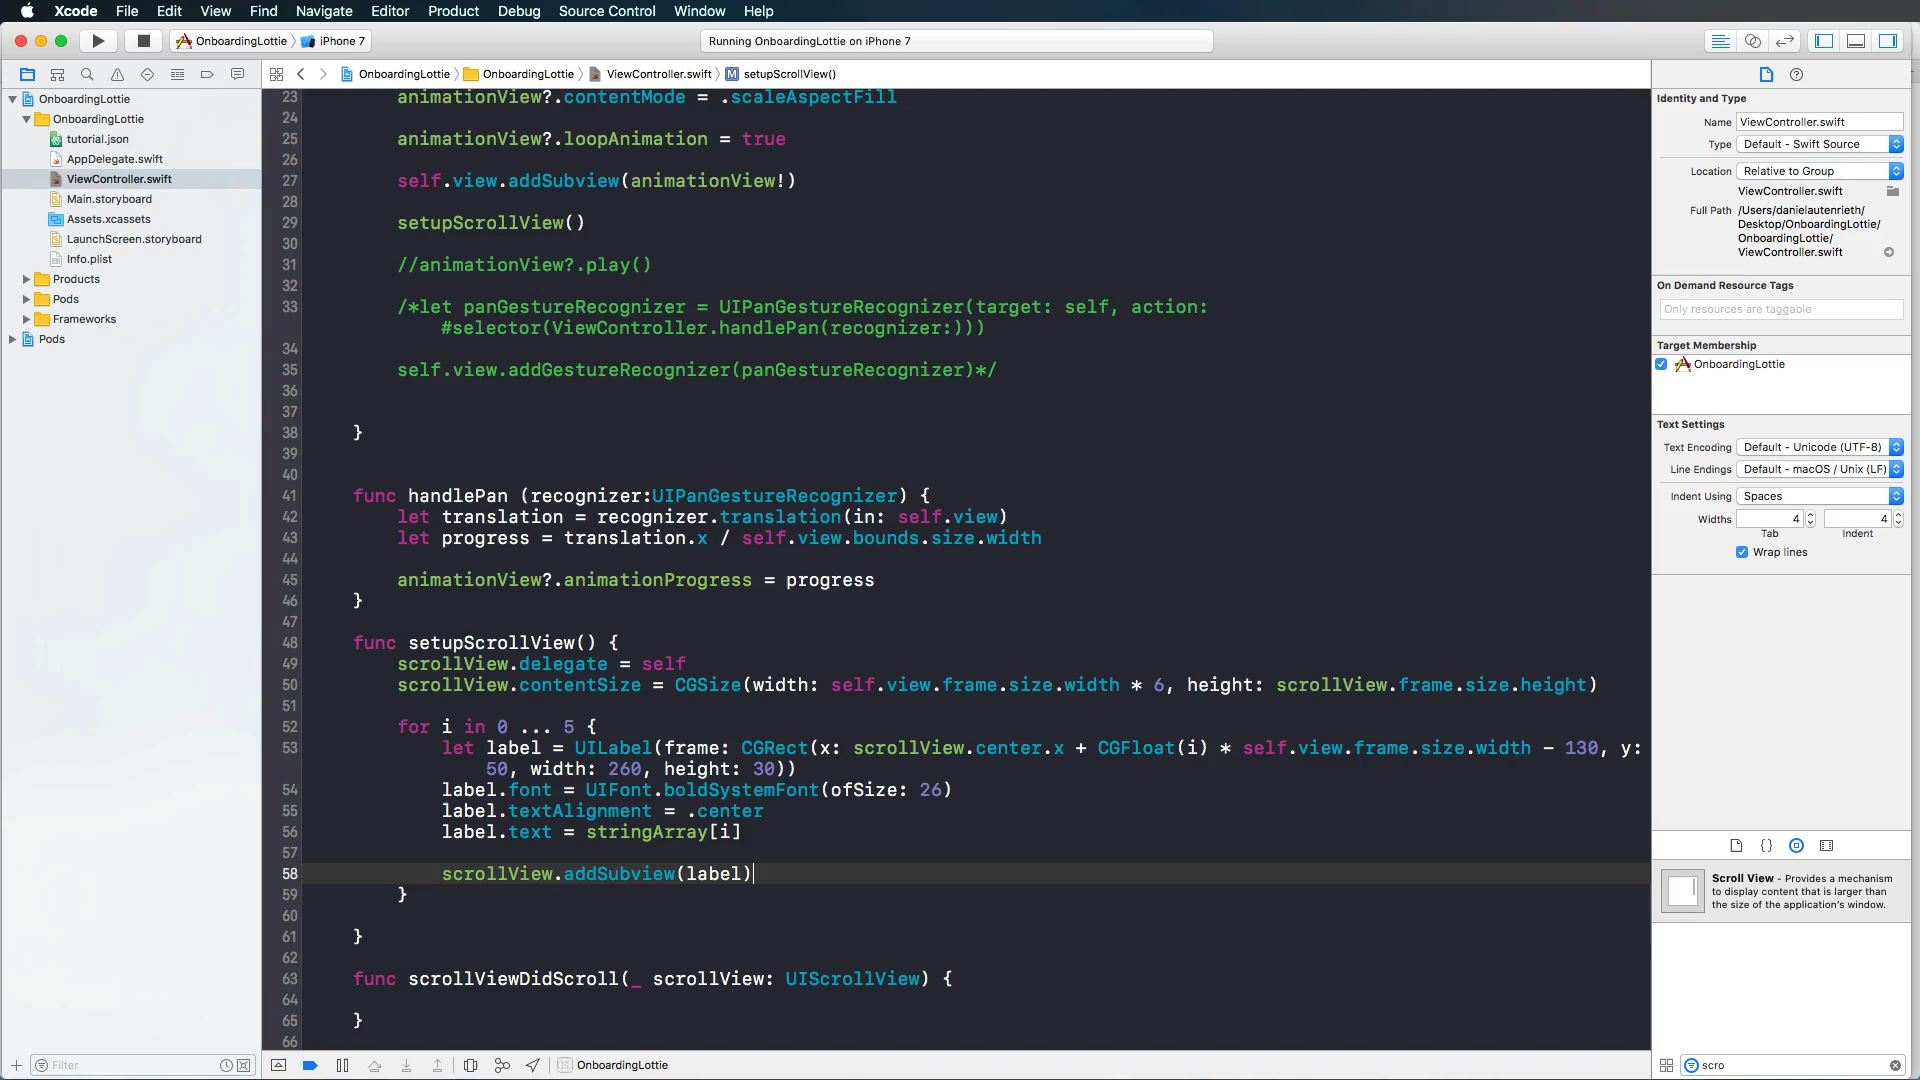 Xcode File Edit View Find Navigate Editor Product Debug Source Control Window Help
OnboardingLottie iPhone 7
Running OnboardingLottie on iPhone 7
OnboardingLottie OnboardingLottie ViewController.swift M setupScrollView()
OnboardingLottie
OnboardingLottie
tutorial.json
AppDelegate.swift
ViewController.swift
Main.storyboard
Assets.xcassets
LaunchScreen.storyboard
Info.plist
Products
Pods
Frameworks
Pods
Filter
23 animationView?.contentMode = .scaleAspectFill
24
25 animationView?.loopAnimation = true
26
27 self.view.addSubview(animationView!)
28
29 setupScrollView()
30
31 //animationView?.play()
32
33 /*let panGestureRecognizer = UIPanGestureRecognizer(target: self, action:
#selector(ViewController.handlePan(recognizer:)))
34
35 self.view.addGestureRecognizer(panGestureRecognizer)*/
36
37
38 }
39
40
41 func handlePan (recognizer:UIPanGestureRecognizer) {
42 let translation = recognizer.translation(in: self.view)
43 let progress = translation.x / self.view.bounds.size.width
44
45 animationView?.animationProgress = progress
46 }
47
48 func setupScrollView() {
49 scrollView.delegate = self
50 scrollView.contentSize = CGSize(width: self.view.frame.size.width * 6, height: scrollView.frame.size.height)
51
52 for i in 0 ... 5 {
53 let label = UILabel(frame: CGRect(x: scrollView.center.x + CGFloat(i) * self.view.frame.size.width - 130, y:
50, width: 260, height: 30))
54 label.font = UIFont.boldSystemFont(ofSize: 26)
55 label.textAlignment = .center
56 label.text = stringArray[i]
57
58 scrollView.addSubview(label)
59 }
60
61 }
62
63 func scrollViewDidScroll(_ scrollView: UIScrollView) {
64
65 }
66
OnboardingLottie
Identity and Type
Name ViewController.swift
Type Default - Swift Source
Location Relative to Group
ViewController.swift
Full Path /Users/danielautenrieth/
Desktop/OnboardingLottie/
OnboardingLottie/
ViewController.swift
On Demand Resource Tags
Only resources are taggable
Target Membership
OnboardingLottie
Text Settings
Text Encoding Default - Unicode (UTF-8)
Line Endings Default - macOS / Unix (LF)
Indent Using Spaces
Widths 4 4
Tab Indent
Wrap lines
{}
Scroll View - Provides a mechanism
to display content that is larger than
the size of the application's window.
scro